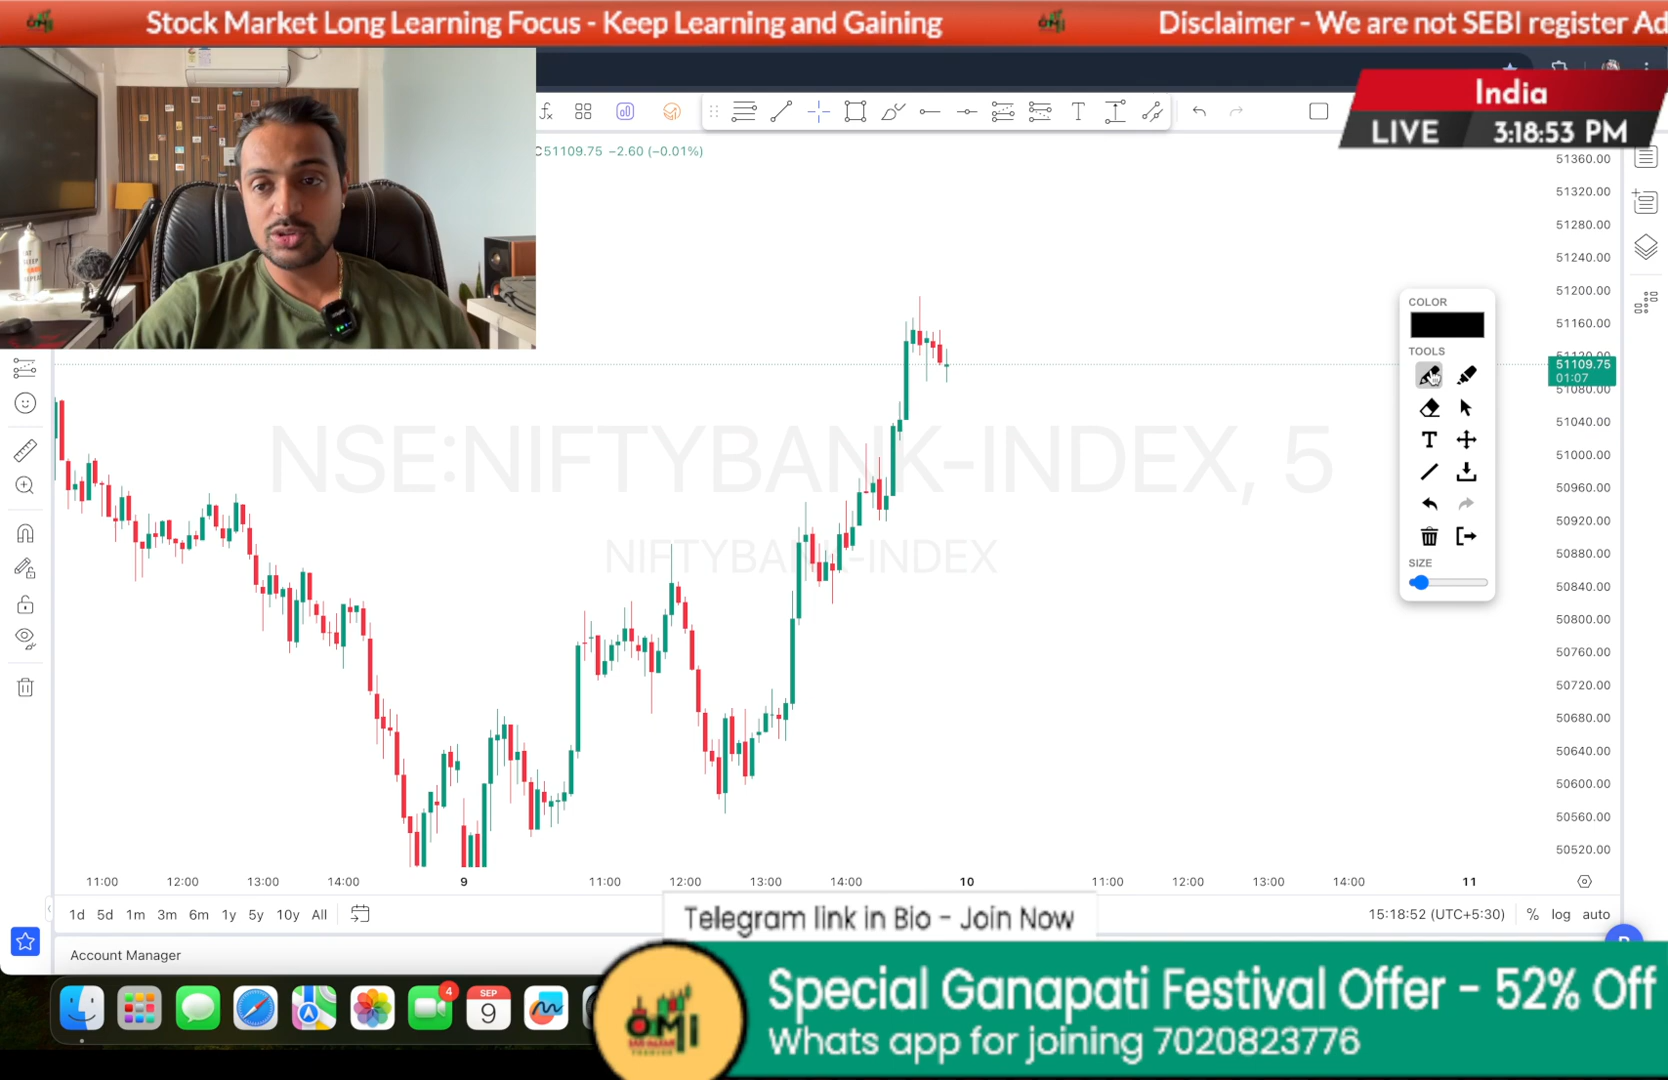 Stock Market Long Learning Focus - Keep Learning and Gaining
Disclaimer - We are not SEBI register Ad
India
LIVE 3:18:53 PM
C51109.75 −2.60 (−0.01%)
51360.00
51320.00
51280.00
51240.00
51200.00
51160.00
51120.00
51109.75
01:07
51080.00
51040.00
51000.00
50960.00
50920.00
50880.00
50840.00
50800.00
50760.00
50720.00
50680.00
50640.00
50600.00
50560.00
50520.00
COLOR
TOOLS
T
SIZE
NSE:NIFTYBANK-INDEX, 5
NIFTYBANK-INDEX
11:00 12:00 13:00 14:00 9 11:00 12:00 13:00 14:00 10 11:00 12:00 13:00 14:00 11
1d 5d 1m 3m 6m 1y 5y 10y All
15:18:52 (UTC+5:30) % log auto
Telegram link in Bio - Join Now
Account Manager
4
SEP
9
OMI
Special Ganapati Festival Offer - 52% Off
Whats app for joining 7020823776